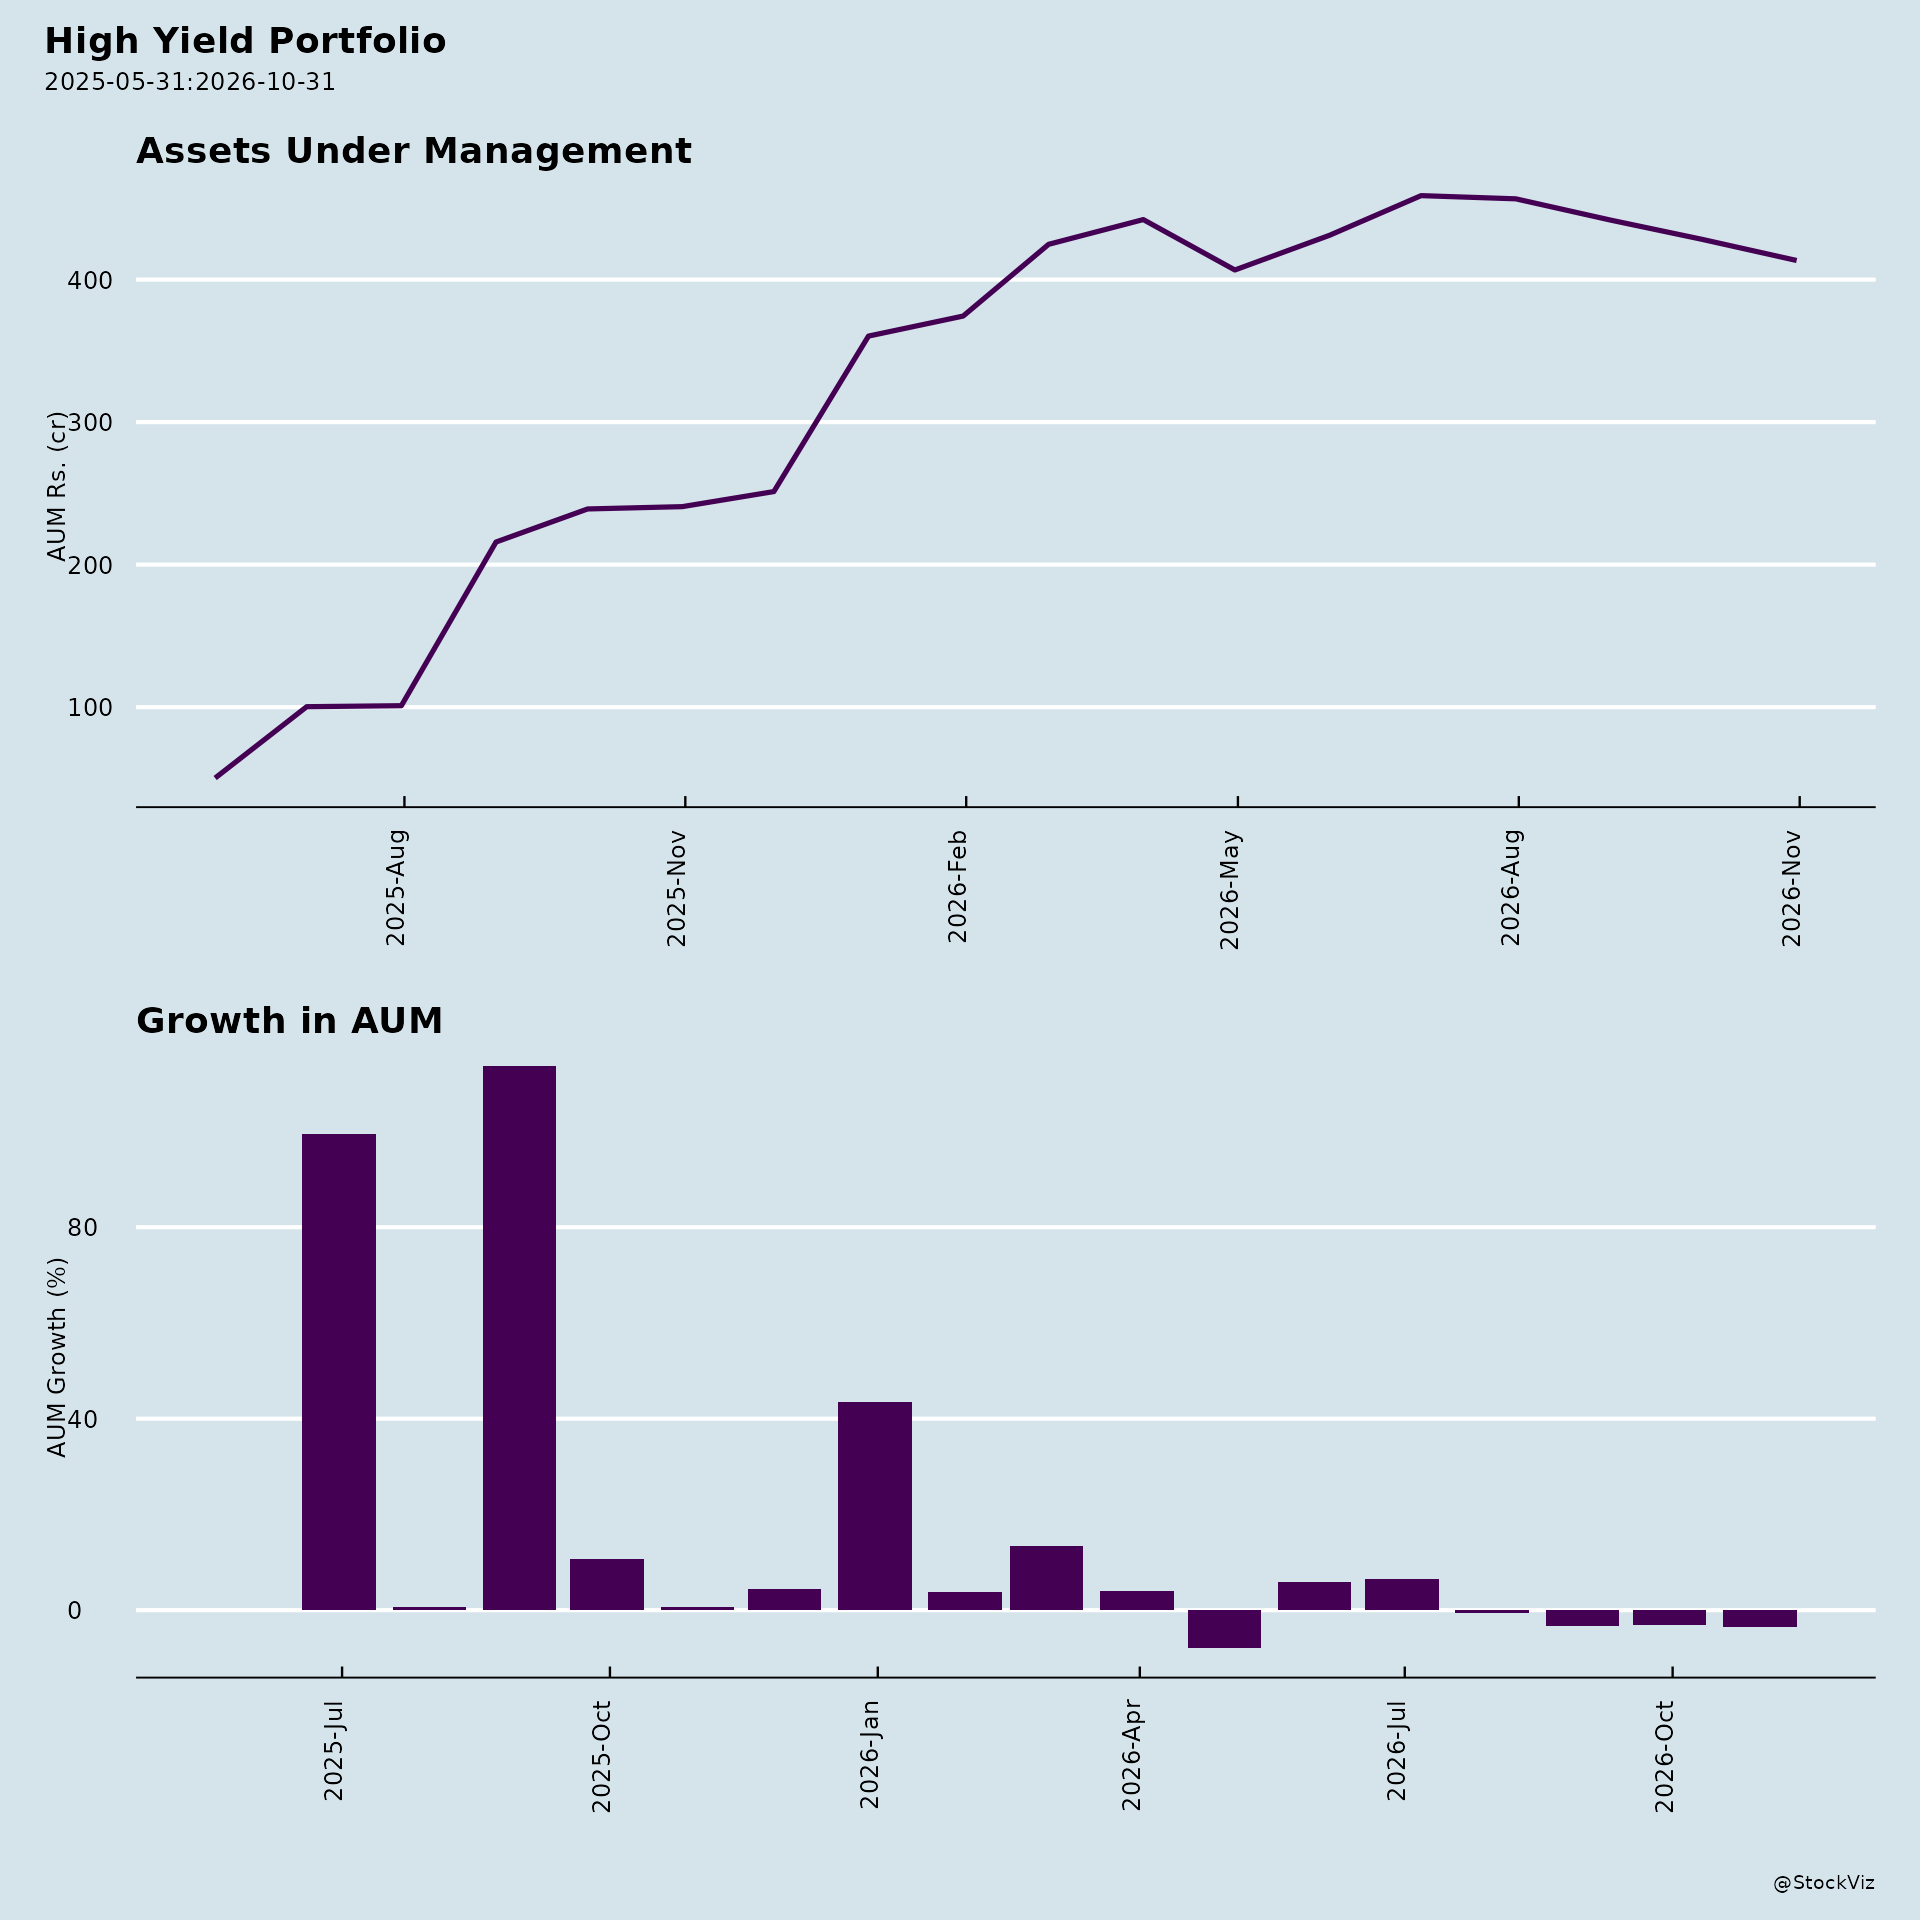 High Yield Portfolio
2025-05-31:2026-10-31
Assets Under Management
AUM Rs. (cr)
400
300
200
100
2025-Aug
2025-Nov
2026-Feb
2026-May
2026-Aug
2026-Nov
Growth in AUM
AUM Growth (%)
80
40
0
2025-Jul
2025-Oct
2026-Jan
2026-Apr
2026-Jul
2026-Oct
@StockViz